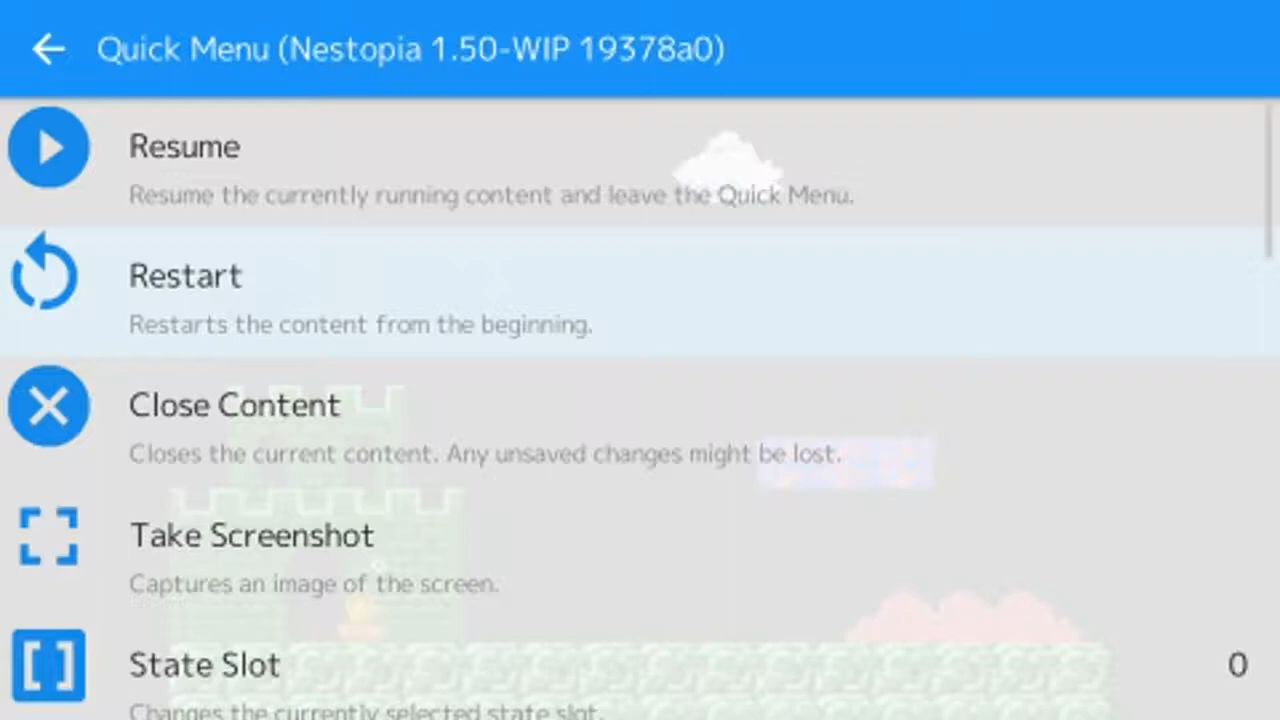 Quick Menu (Nestopia 1.50-WIP 19378a0)
Resume
Resume the currently running content and leave the Quick Menu.
Restart
Restarts the content from the beginning.
Close Content
Closes the current content. Any unsaved changes might be lost.
Take Screenshot
Captures an image of the screen.
State Slot 0
Changes the currently selected state slot.